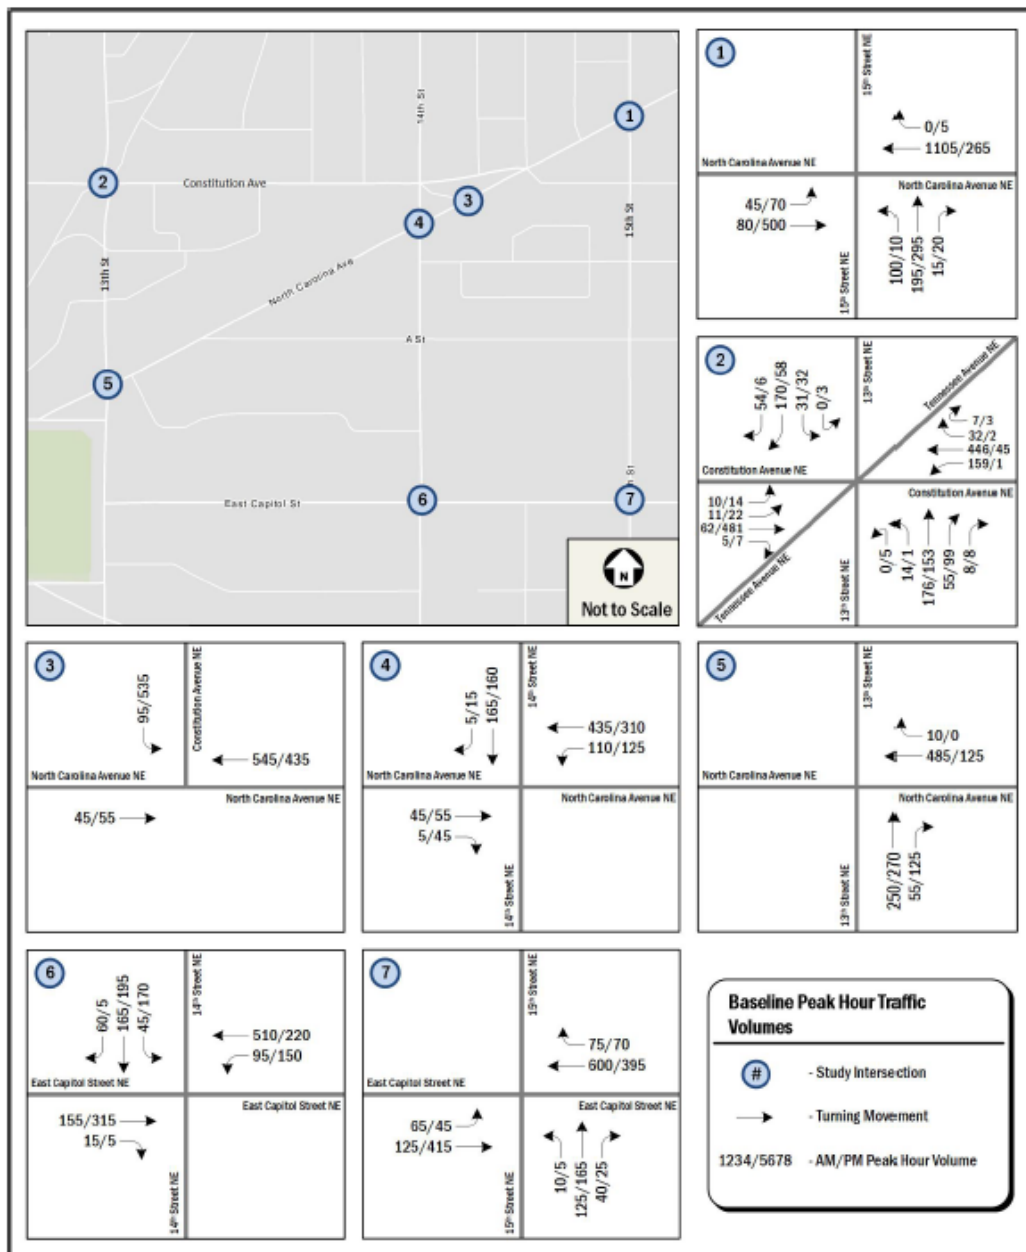 14th St
1
2
Constitution Ave
3
4
15th St
13th St
North Carolina Ave
A St
5
East Capitol St
6
7
h St
N
Not to Scale
1
15th Street NE
0/5
1105/265
North Carolina Avenue NE
North Carolina Avenue NE
45/70
80/500
100/10
195/295
15/20
15th Street NE
2
54/6
170/58
31/32
0/3
13th Street NE
Tennessee Avenue NE
7/3
32/2
446/45
159/1
Constitution Avenue NE
Constitution Avenue NE
10/14
11/22
62/481
5/7
0/5
14/1
176/153
55/99
8/8
Tennessee Avenue NE
13th Street NE
3
95/535
Constitution Avenue NE
545/435
North Carolina Avenue NE
North Carolina Avenue NE
45/55
4
5/15
165/160
14th Street NE
435/310
110/125
North Carolina Avenue NE
North Carolina Avenue NE
45/55
5/45
14th Street NE
5
13th Street NE
10/0
485/125
North Carolina Avenue NE
North Carolina Avenue NE
250/270
55/125
13th Street NE
6
60/5
165/195
45/170
14th Street NE
510/220
95/150
East Capitol Street NE
East Capitol Street NE
155/315
15/5
14th Street NE
7
15th Street NE
75/70
600/395
East Capitol Street NE
East Capitol Street NE
65/45
125/415
10/5
125/165
40/25
15th Street NE
Baseline Peak Hour Traffic
Volumes
# - Study Intersection
- Turning Movement
1234/5678 - AM/PM Peak Hour Volume